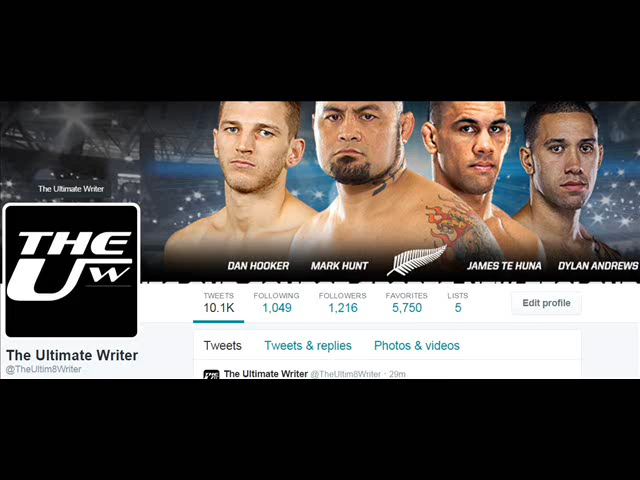 The Ultimate Writer
THE
UW
DAN HOOKER MARK HUNT JAMES TE HUNA DYLAN ANDREWS
TWEETS FOLLOWING FOLLOWERS FAVORITES LISTS
10.1K 1,049 1,216 5,750 5
Edit profile
The Ultimate Writer
@TheUltim8Writer
Tweets Tweets & replies Photos & videos
The Ultimate Writer @TheUltim8Writer · 29m